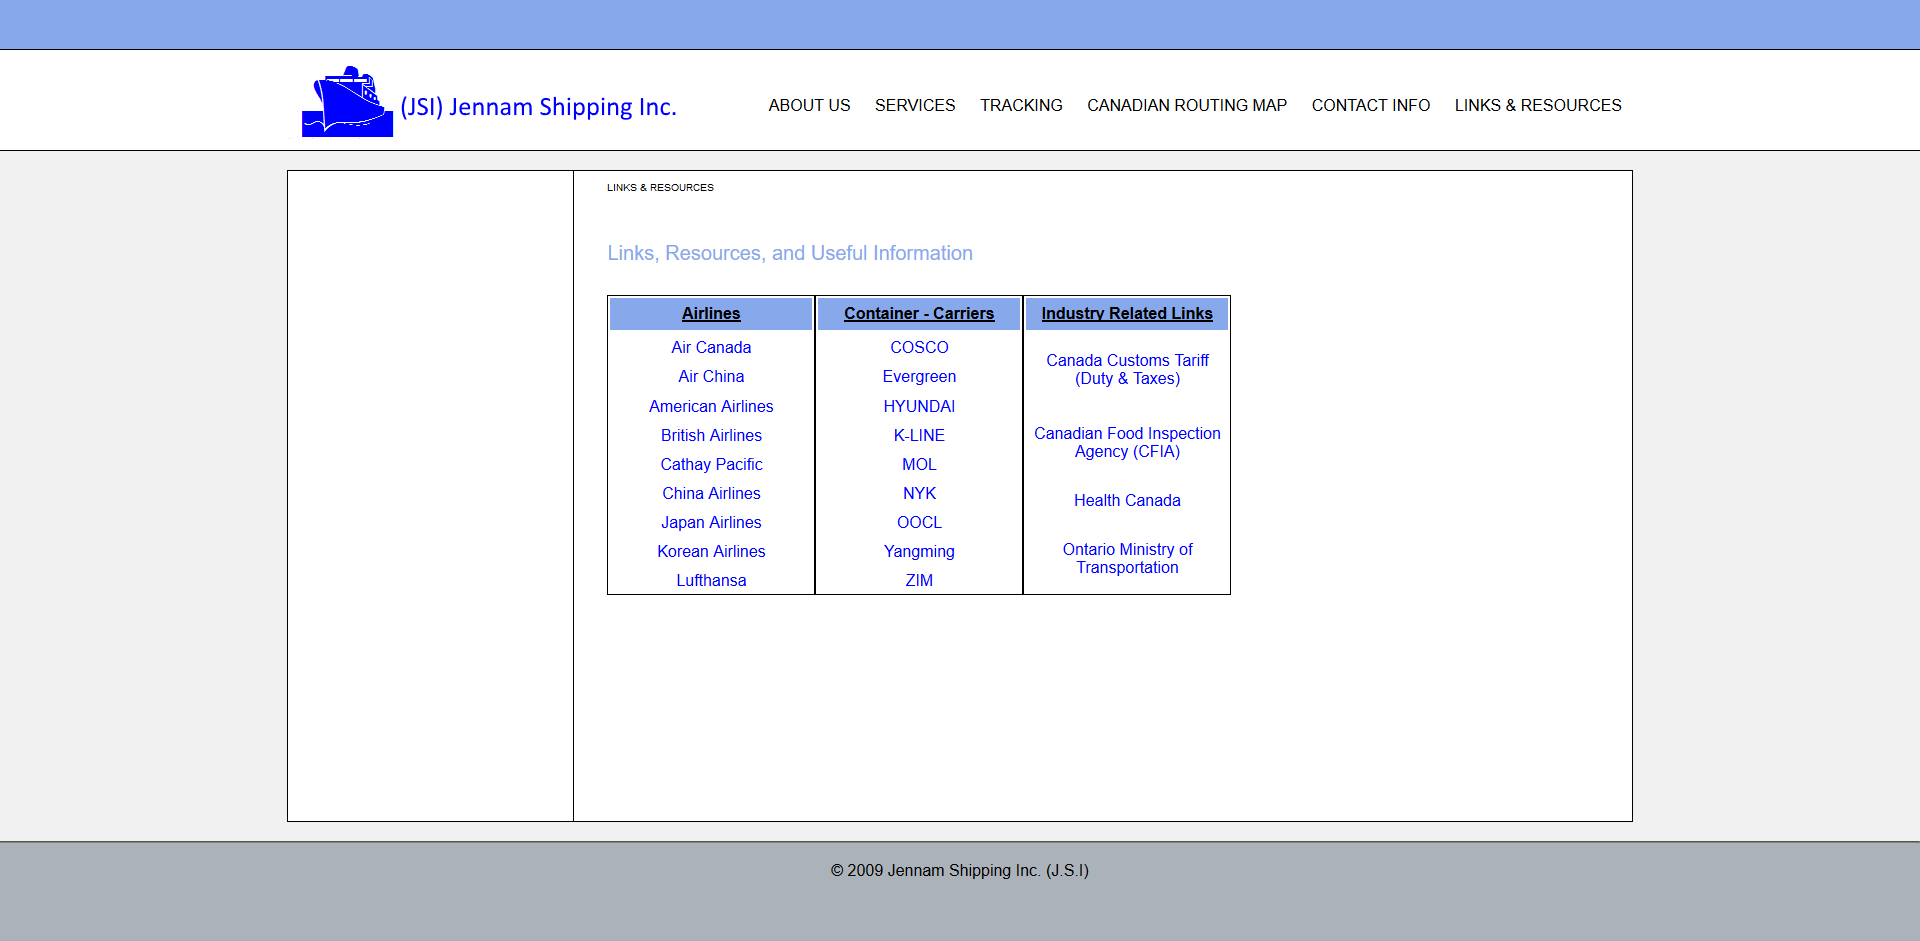 (JSI) Jennam Shipping Inc.
ABOUT US SERVICES TRACKING CANADIAN ROUTING MAP CONTACT INFO LINKS & RESOURCES
LINKS & RESOURCES
Links, Resources, and Useful Information
Airlines
Air Canada
Air China
American Airlines
British Airlines
Cathay Pacific
China Airlines
Japan Airlines
Korean Airlines
Lufthansa
Container - Carriers
COSCO
Evergreen
HYUNDAI
K-LINE
MOL
NYK
OOCL
Yangming
ZIM
Industry Related Links
Canada Customs Tariff
(Duty & Taxes)
Canadian Food Inspection
Agency (CFIA)
Health Canada
Ontario Ministry of
Transportation
© 2009 Jennam Shipping Inc. (J.S.I)